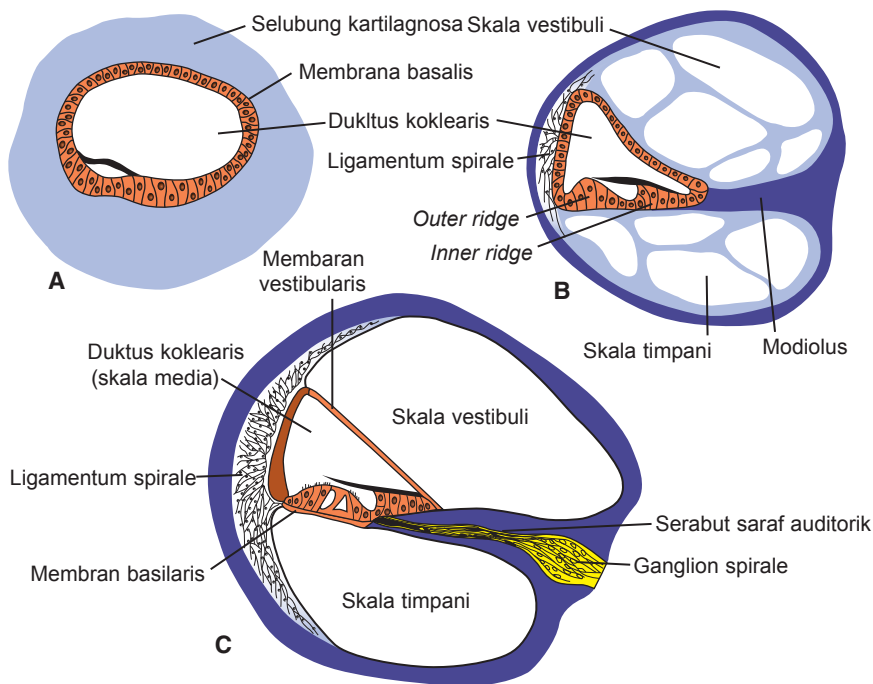 Selubung kartilagnosa
Skala vestibuli
Membrana basalis
Dukltus koklearis
Ligamentum spirale
Outer ridge
Inner ridge
A
Membaran
vestibularis
B
Skala timpani
Modiolus
Duktus koklearis
(skala media)
Skala vestibuli
Ligamentum spirale
Serabut saraf auditorik
Ganglion spirale
Membran basilaris
Skala timpani
C